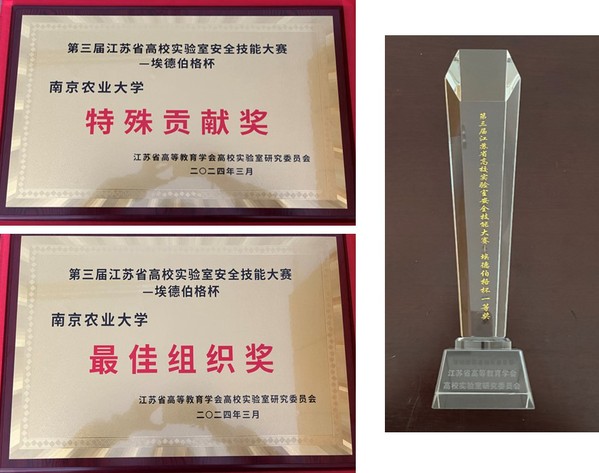 第三届江苏省高校实验室安全技能大赛
—埃德伯格杯
南京农业大学
特殊贡献奖
江苏省高等教育学会高校实验室研究委员会
二〇二四年三月
第三届江苏省高校实验室安全技能大赛
—埃德伯格杯
南京农业大学
最佳组织奖
江苏省高等教育学会高校实验室研究委员会
二〇二四年三月
第三届江苏省高校实验室安全技能大赛—埃德伯格杯一等奖
江苏省高等教育学会
高校实验室研究委员会